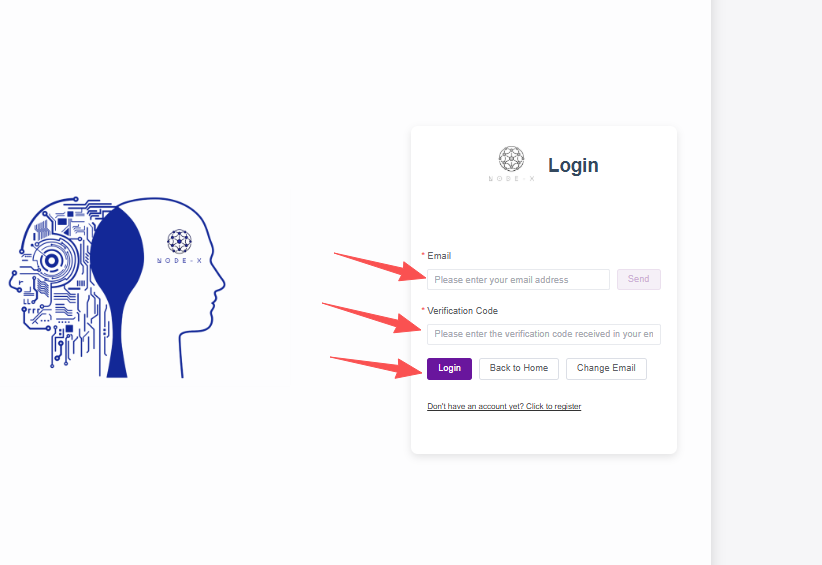 NODE-X
Login
NODE-X
* Email
Please enter your email address
Send
* Verification Code
Please enter the verification code received in your en
Login
Back to Home
Change Email
Don't have an account yet? Click to register